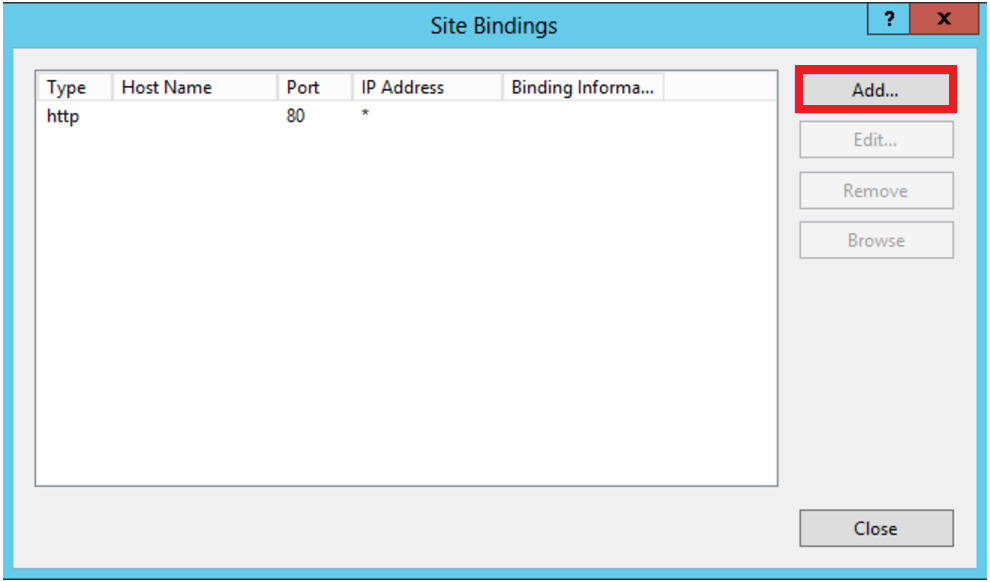 Site Bindings
?
x
Type Host Name Port IP Address Binding Informa...
http 80 *
Add...
Edit...
Remove
Browse
Close